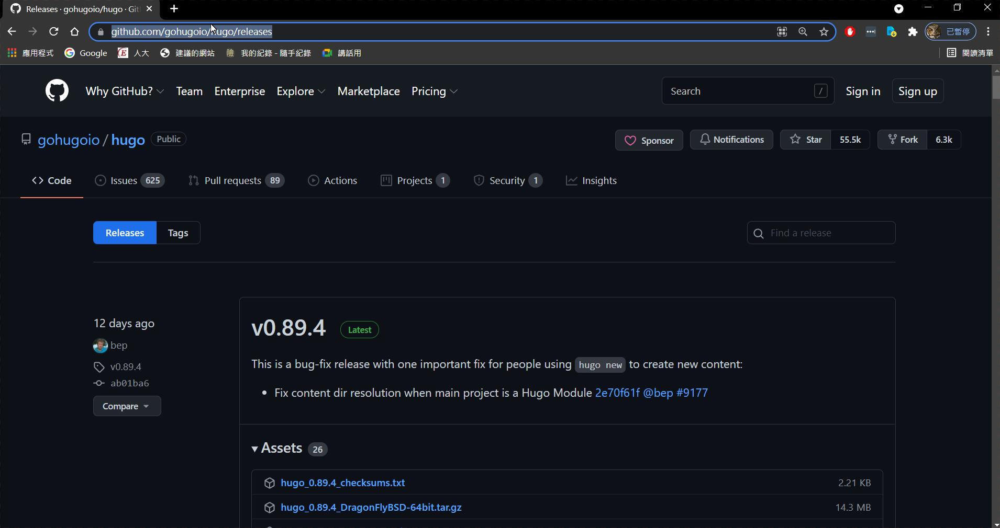 Releases · gohugoio/hugo · Git
github.com/gohugoio/hugo/releases
已暫停
應用程式 Google 人大 建議的網站 我的紀錄 - 隨手紀錄 講話用 閱讀清單
Why GitHub? Team Enterprise Explore Marketplace Pricing Search / Sign in Sign up
gohugoio / hugo Public Sponsor Notifications Star 55.5k Fork 6.3k
Code Issues 625 Pull requests 89 Actions Projects 1 Security 1 Insights
Releases Tags Find a release
12 days ago
bep
v0.89.4
ab01ba6
Compare
v0.89.4 Latest
This is a bug-fix release with one important fix for people using hugo new to create new content:
• Fix content dir resolution when main project is a Hugo Module 2e70f61f @bep #9177
Assets 26
hugo_0.89.4_checksums.txt 2.21 KB
hugo_0.89.4_DragonFlyBSD-64bit.tar.gz 14.3 MB